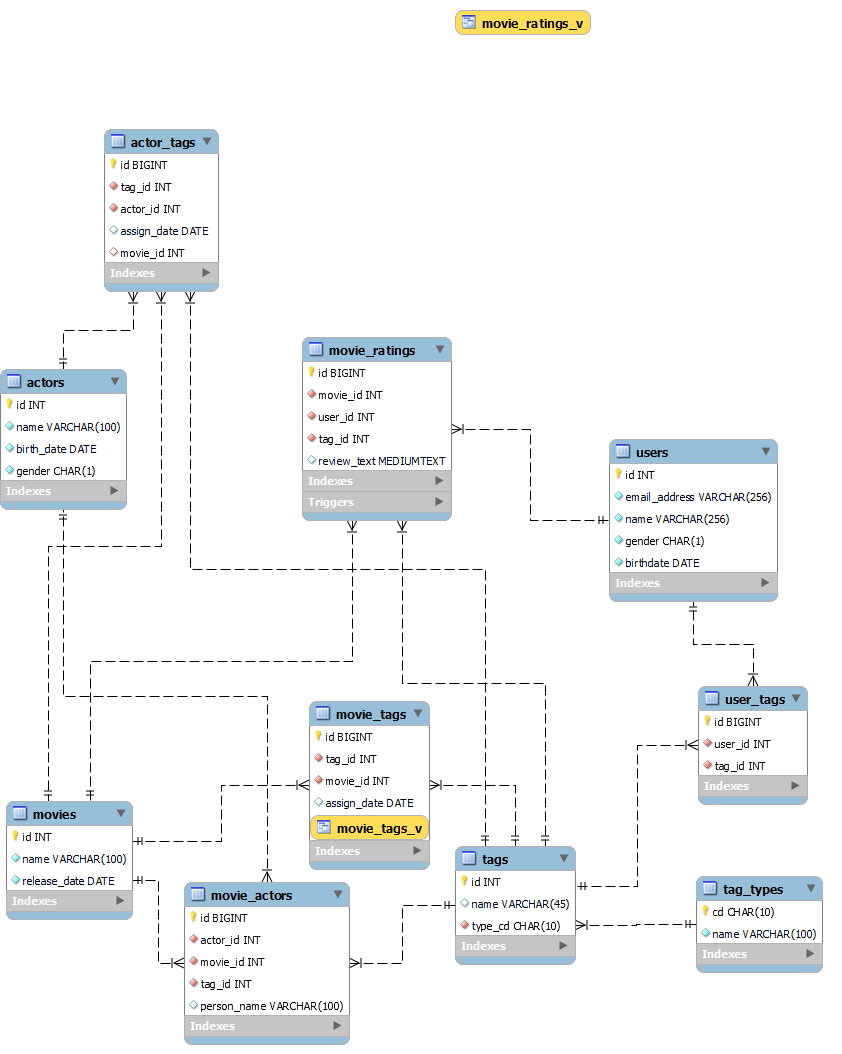 movie_ratings_v
actor_tags
id BIGINT
tag_id INT
actor_id INT
assign_date DATE
movie_id INT
Indexes
movie_ratings
id BIGINT
movie_id INT
user_id INT
tag_id INT
review_text MEDIUMTEXT
Indexes
Triggers
actors
id INT
name VARCHAR(100)
birth_date DATE
gender CHAR(1)
Indexes
users
id INT
email_address VARCHAR(256)
name VARCHAR(256)
gender CHAR(1)
birthdate DATE
Indexes
user_tags
id BIGINT
user_id INT
tag_id INT
Indexes
movie_tags
id BIGINT
tag_id INT
movie_id INT
assign_date DATE
movie_tags_v
Indexes
movies
id INT
name VARCHAR(100)
release_date DATE
Indexes
tags
id INT
name VARCHAR(45)
type_cd CHAR(10)
Indexes
tag_types
cd CHAR(10)
name VARCHAR(100)
Indexes
movie_actors
id BIGINT
actor_id INT
movie_id INT
tag_id INT
person_name VARCHAR(100)
Indexes